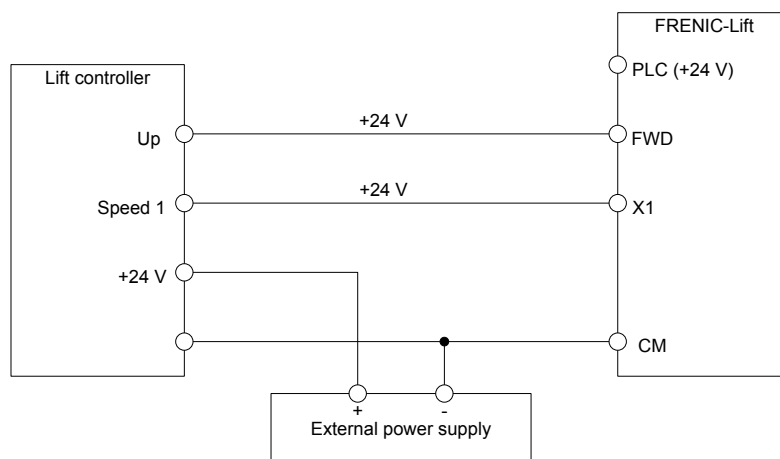 FRENIC-Lift
PLC (+24 V)
Lift controller
+24 V
Up
FWD
+24 V
Speed 1
X1
+24 V
CM
+ -
External power supply